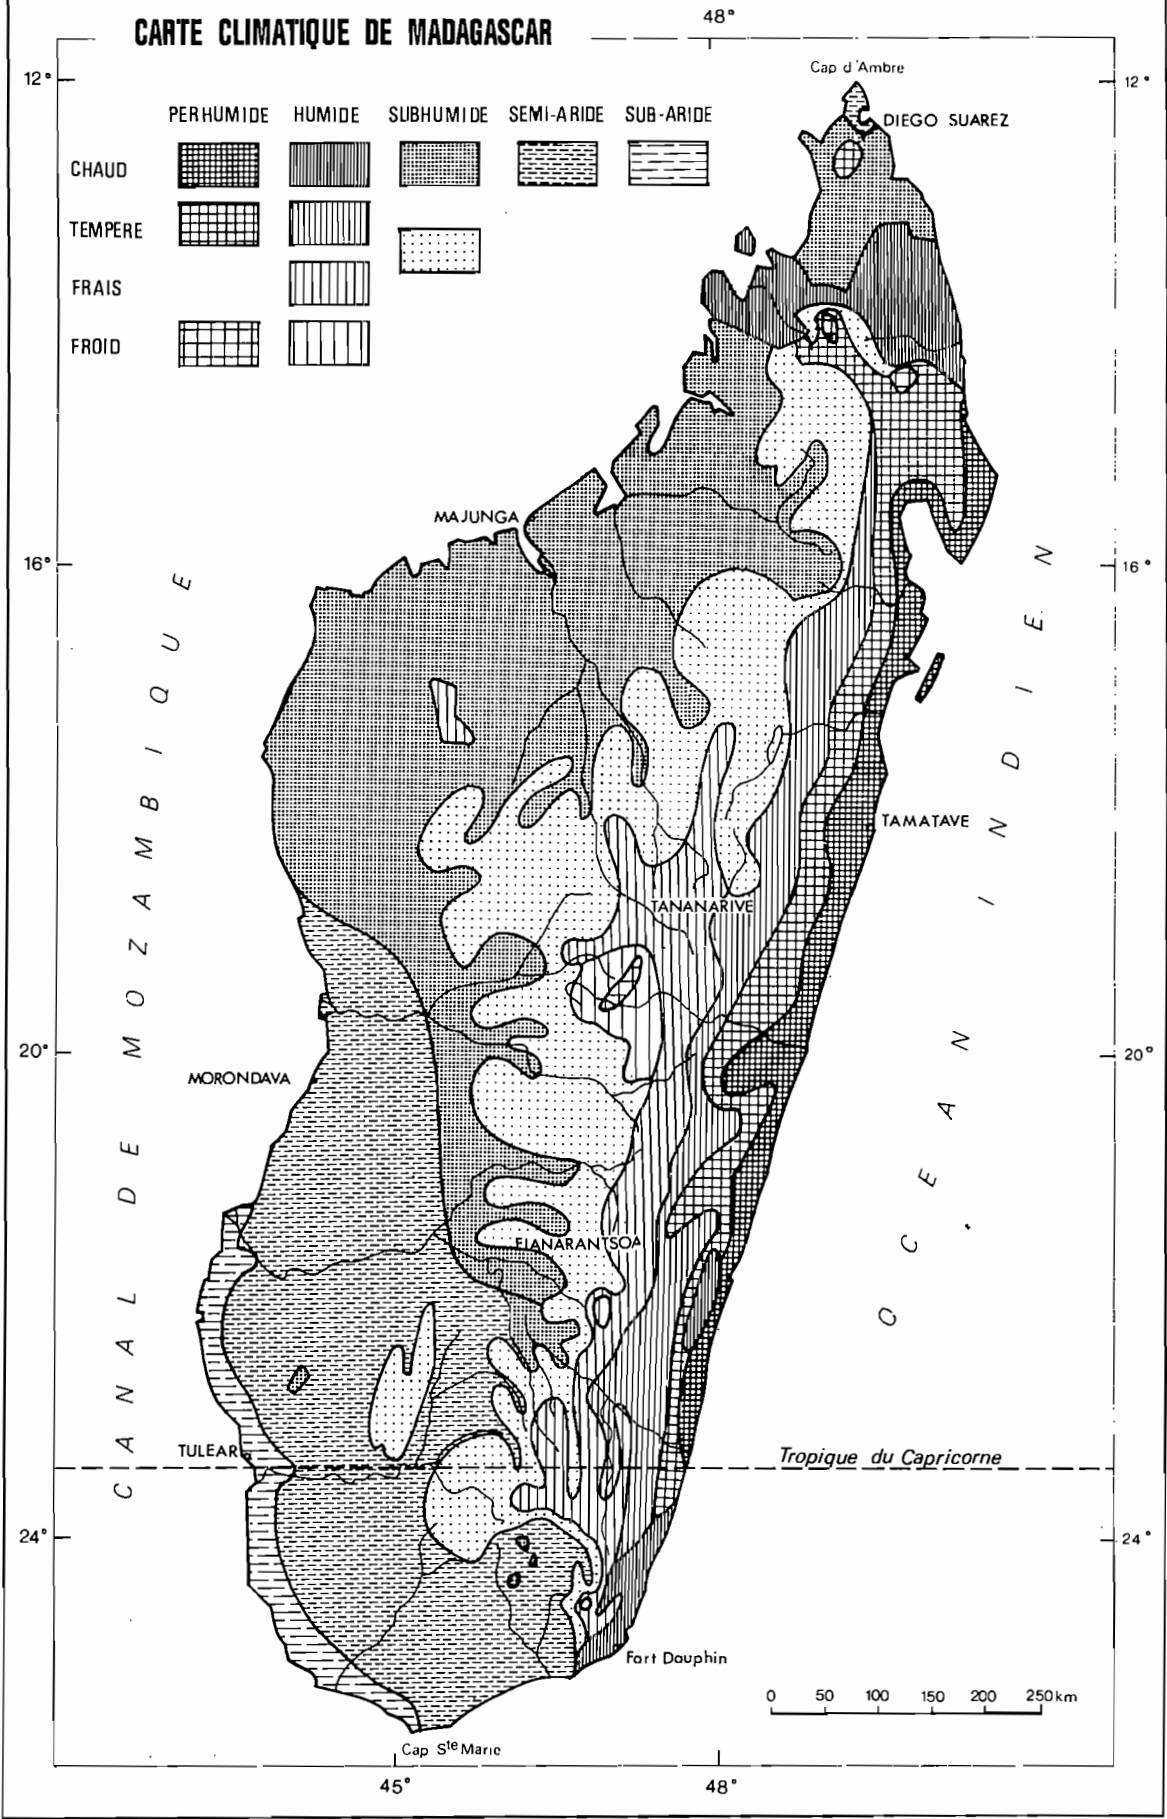 CARTE CLIMATIQUE DE MADAGASCAR
48°
12°
Cap d'Ambre
12°
PERHUMIDE HUMIDE SUBHUMIDE SEMI-ARIDE SUB-ARIDE
DIEGO SUAREZ
CHAUD
TEMPERE
FRAIS
FROID
MAJUNGA
16°
16°
CANAL DE MOZAMBIQUE
OCEAN INDIEN
TAMATAVE
TANANARIVE
20°
20°
MORONDAVA
FIANARANTSOA
TULEAR
Tropique du Capricorne
24°
24°
Fort Dauphin
0 50 100 150 200 250 km
Cap Ste Marie
45°
48°